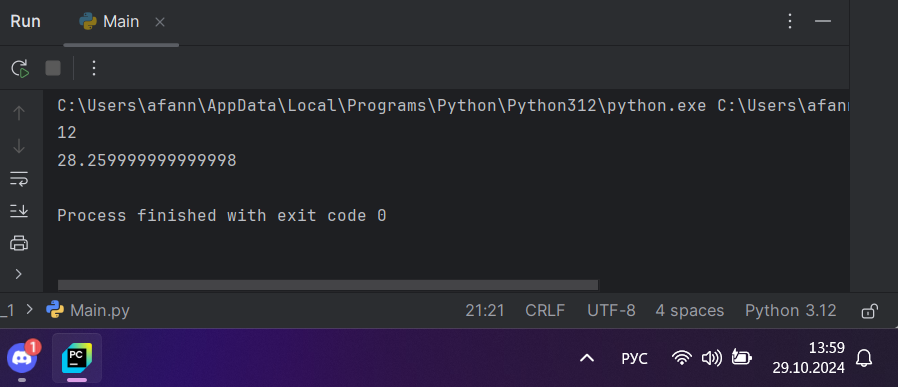 Run Main
C:\Users\afann\AppData\Local\Programs\Python\Python312\python.exe C:\Users\afann
12
28.259999999999998
Process finished with exit code 0
_1 > Main.py 21:21 CRLF UTF-8 4 spaces Python 3.12
1 PC РУС 13:59
29.10.2024